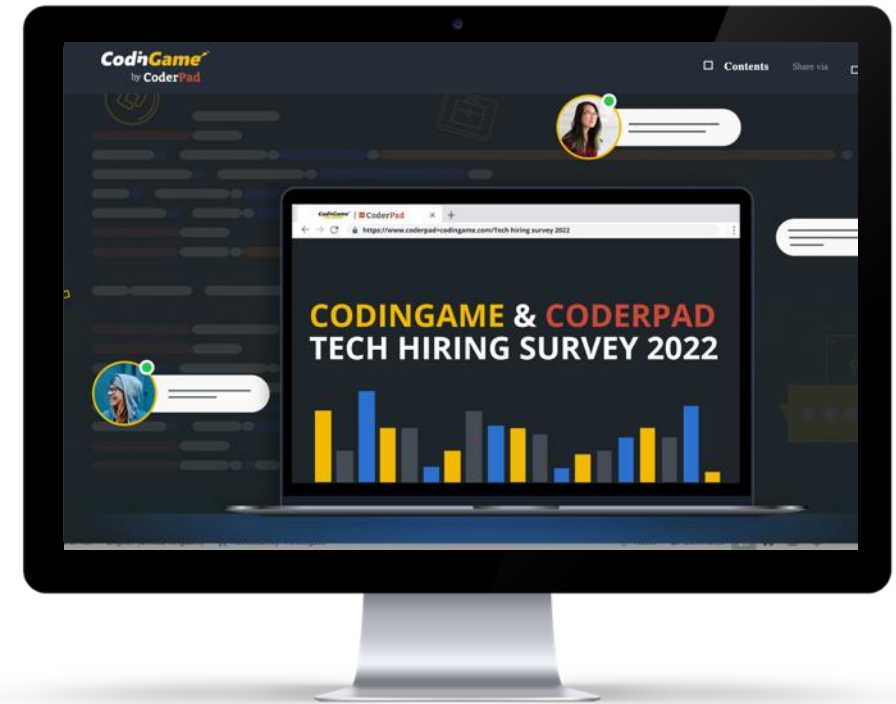 CodinGame
by CoderPad
Contents
Share via
CodinGame | CoderPad
https://www.coderpad+codingame.com/Tech hiring survey 2022
CODINGAME & CODERPAD
TECH HIRING SURVEY 2022